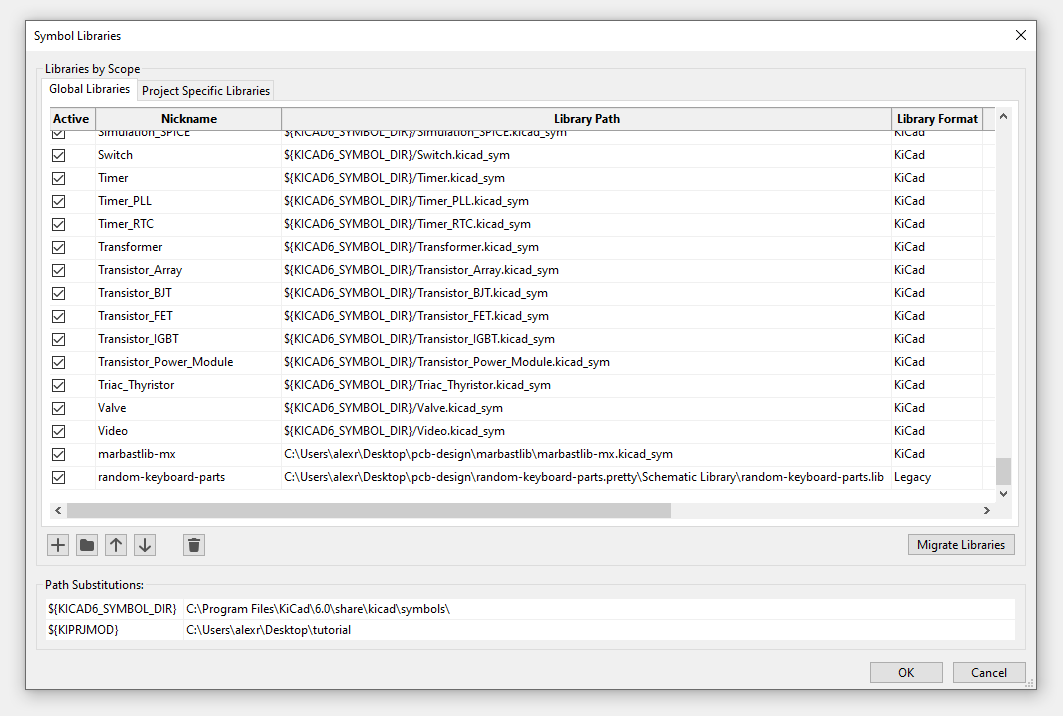 Symbol Libraries
Libraries by Scope
Global Libraries Project Specific Libraries
Active Nickname Library Path Library Format
Simulation_SPICE ${KICAD6_SYMBOL_DIR}/Simulation_SPICE.kicad_sym KiCad
Switch ${KICAD6_SYMBOL_DIR}/Switch.kicad_sym KiCad
Timer ${KICAD6_SYMBOL_DIR}/Timer.kicad_sym KiCad
Timer_PLL ${KICAD6_SYMBOL_DIR}/Timer_PLL.kicad_sym KiCad
Timer_RTC ${KICAD6_SYMBOL_DIR}/Timer_RTC.kicad_sym KiCad
Transformer ${KICAD6_SYMBOL_DIR}/Transformer.kicad_sym KiCad
Transistor_Array ${KICAD6_SYMBOL_DIR}/Transistor_Array.kicad_sym KiCad
Transistor_BJT ${KICAD6_SYMBOL_DIR}/Transistor_BJT.kicad_sym KiCad
Transistor_FET ${KICAD6_SYMBOL_DIR}/Transistor_FET.kicad_sym KiCad
Transistor_IGBT ${KICAD6_SYMBOL_DIR}/Transistor_IGBT.kicad_sym KiCad
Transistor_Power_Module ${KICAD6_SYMBOL_DIR}/Transistor_Power_Module.kicad_sym KiCad
Triac_Thyristor ${KICAD6_SYMBOL_DIR}/Triac_Thyristor.kicad_sym KiCad
Valve ${KICAD6_SYMBOL_DIR}/Valve.kicad_sym KiCad
Video ${KICAD6_SYMBOL_DIR}/Video.kicad_sym KiCad
marbastlib-mx C:\Users\alexr\Desktop\pcb-design\marbastlib\marbastlib-mx.kicad_sym KiCad
random-keyboard-parts C:\Users\alexr\Desktop\pcb-design\random-keyboard-parts.pretty\Schematic Library\random-keyboard-parts.lib Legacy
Migrate Libraries
Path Substitutions:
${KICAD6_SYMBOL_DIR} C:\Program Files\KiCad\6.0\share\kicad\symbols\
${KIPRJMOD} C:\Users\alexr\Desktop\tutorial
OK Cancel